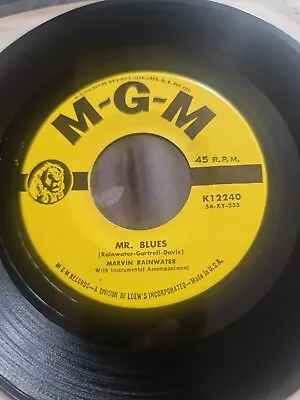 M-G-M
45 R.P.M.
K12240
56-XY-235
MR. BLUES
(Rainwater-Gartrell-Davis)
MARVIN RAINWATER
With Instrumental Accompaniment
M-G-M RECORDS—A DIVISION OF LOEW'S INCORPORATED—Made in U.S.A.